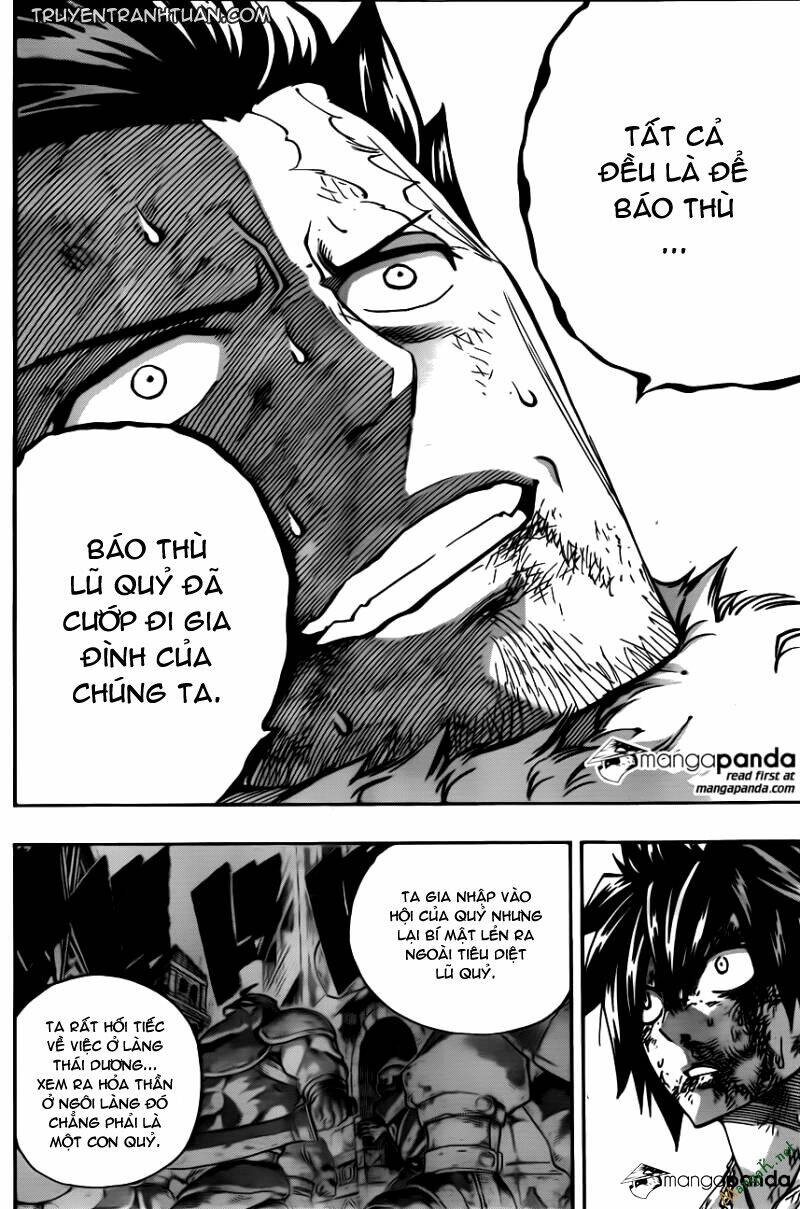 TRUYENTRANHTUAN.COM
TẤT CẢ
ĐỀU LÀ ĐỂ
BÁO THÙ
...
BÁO THÙ
LŨ QUỶ ĐÃ
CƯỚP ĐI GIA
ĐÌNH CỦA
CHÚNG TA.
mangapanda
read first at
mangapanda.com
TA GIA NHẬP VÀO
HỘI CỦA QUỶ NHƯNG
LẠI BÍ MẬT LẺN RA
NGOÀI TIÊU DIỆT
LŨ QUỶ.
TA RẤT HỐI TIẾC
VỀ VIỆC Ở LÀNG
THÁI DƯƠNG...
XEM RA HỎA THẦN
Ở NGÔI LÀNG ĐÓ
CHẲNG PHẢI LÀ
MỘT CON QUỶ.
mangapanda